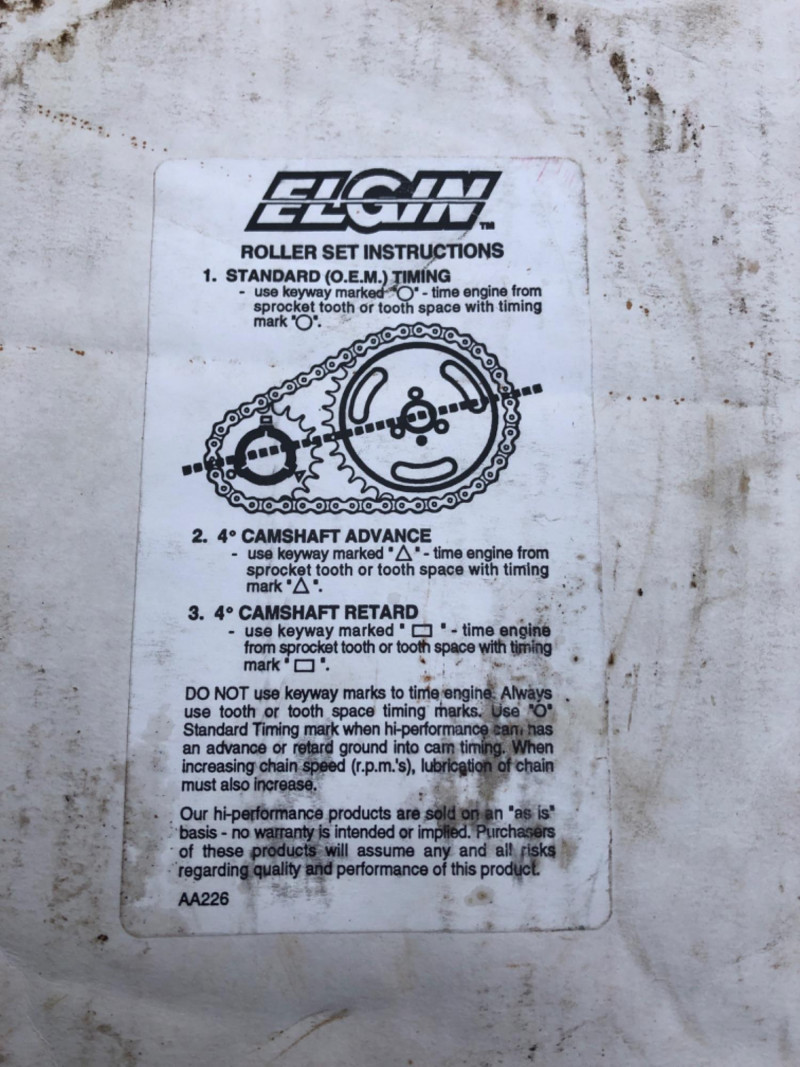 ELGIN™
ROLLER SET INSTRUCTIONS
1. STANDARD (O.E.M.) TIMING
- use keyway marked "○" - time engine from
sprocket tooth or tooth space with timing
mark "○".
2. 4° CAMSHAFT ADVANCE
- use keyway marked "△" - time engine from
sprocket tooth or tooth space with timing
mark "△".
3. 4° CAMSHAFT RETARD
- use keyway marked "▭" - time engine
from sprocket tooth or tooth space with timing
mark "▭".
DO NOT use keyway marks to time engine. Always
use tooth or tooth space timing marks. Use "O"
Standard Timing mark when hi-performance cam has
an advance or retard ground into cam timing. When
increasing chain speed (r.p.m.'s), lubrication of chain
must also increase.
Our hi-performance products are sold on an "as is"
basis - no warranty is intended or implied. Purchasers
of these products will assume any and all risks
regarding quality and performance of this product.
AA226